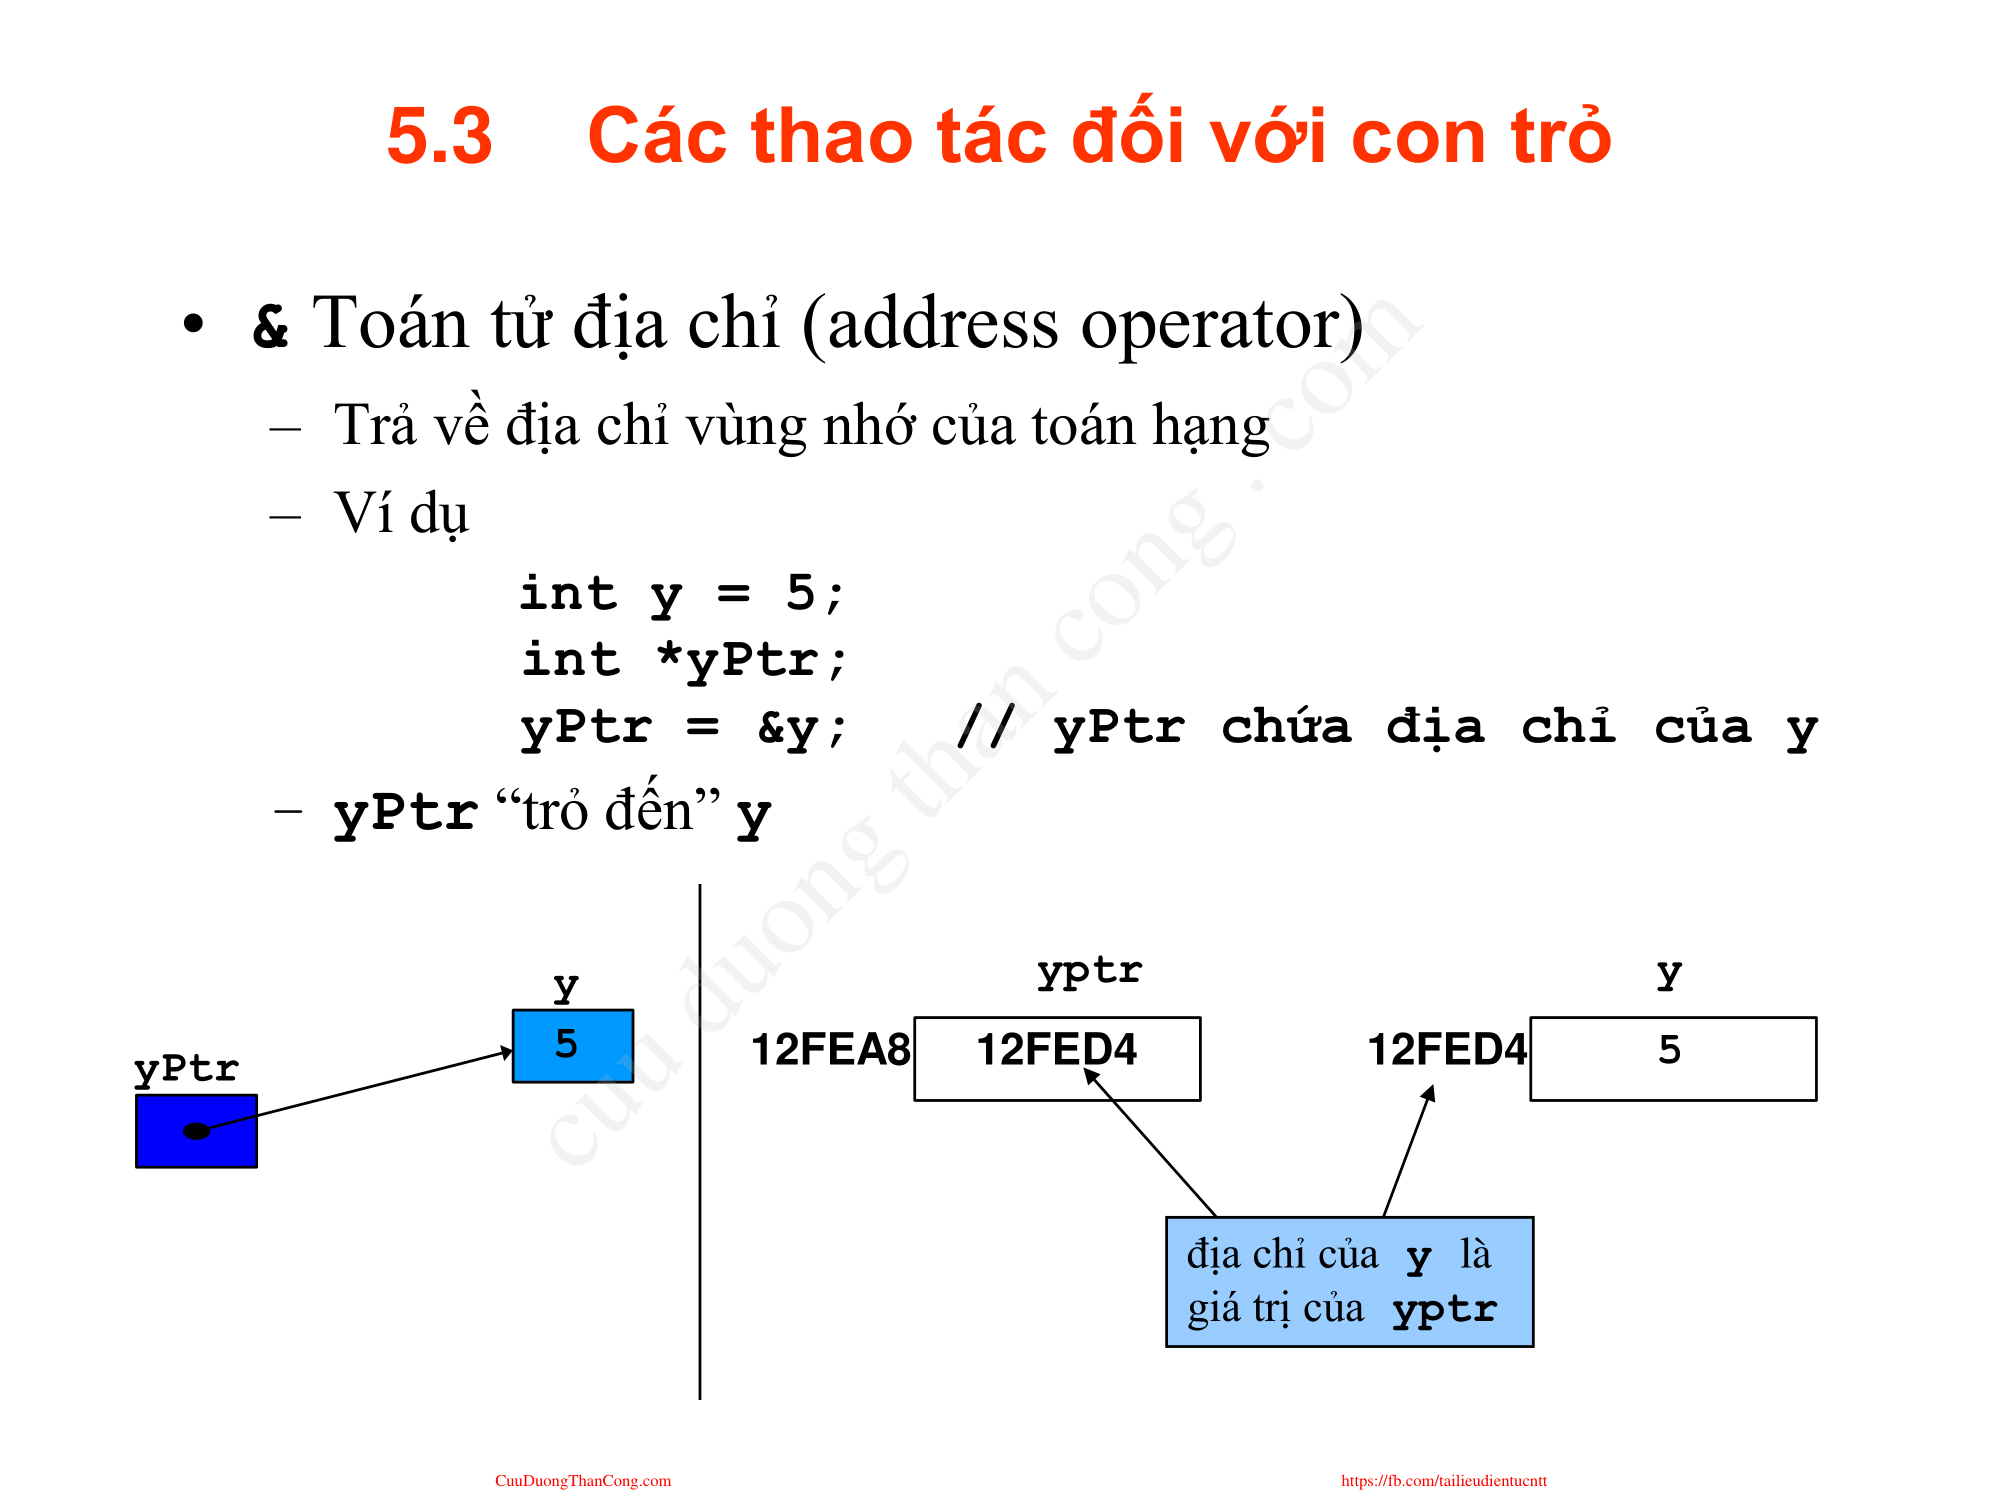 5.3 Các thao tác đối với con trỏ
• & Toán tử địa chỉ (address operator)
– Trả về địa chỉ vùng nhớ của toán hạng
– Ví dụ
int y = 5;
int *yPtr;
yPtr = &y; // yPtr chứa địa chỉ của y
– yPtr “trỏ đến” y
y
5
yPtr
yptr
12FEA8 12FED4
y
12FED4 5
địa chỉ của y là
giá trị của yptr
cuu duong than cong . com
CuuDuongThanCong.com
https://fb.com/tailieudientucntt